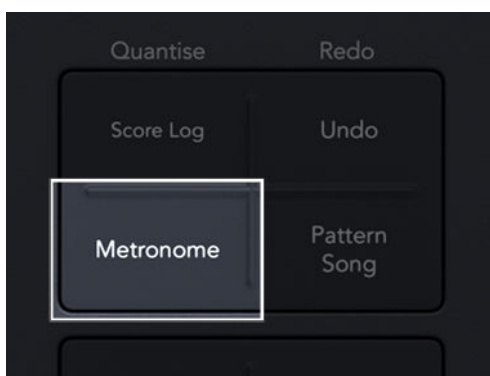 Quantise Redo
Score Log Undo
Metronome
Pattern
Song